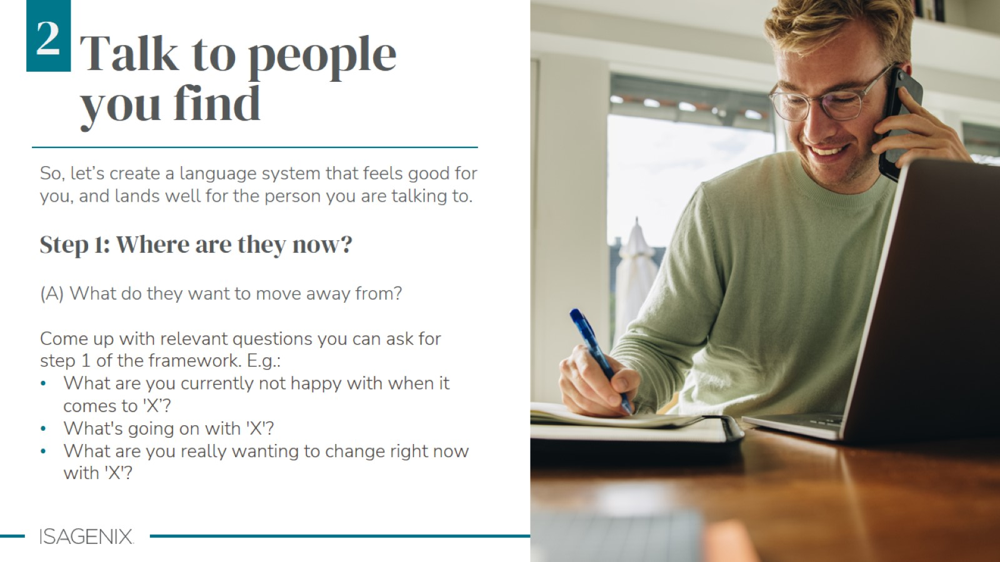 2
Talk to people
you find
So, let’s create a language system that feels good for
you, and lands well for the person you are talking to.
Step 1: Where are they now?
(A) What do they want to move away from?
Come up with relevant questions you can ask for
step 1 of the framework. E.g.:
• What are you currently not happy with when it
comes to 'X’?
• What's going on with 'X'?
• What are you really wanting to change right now
with 'X'?
ISAGENIX